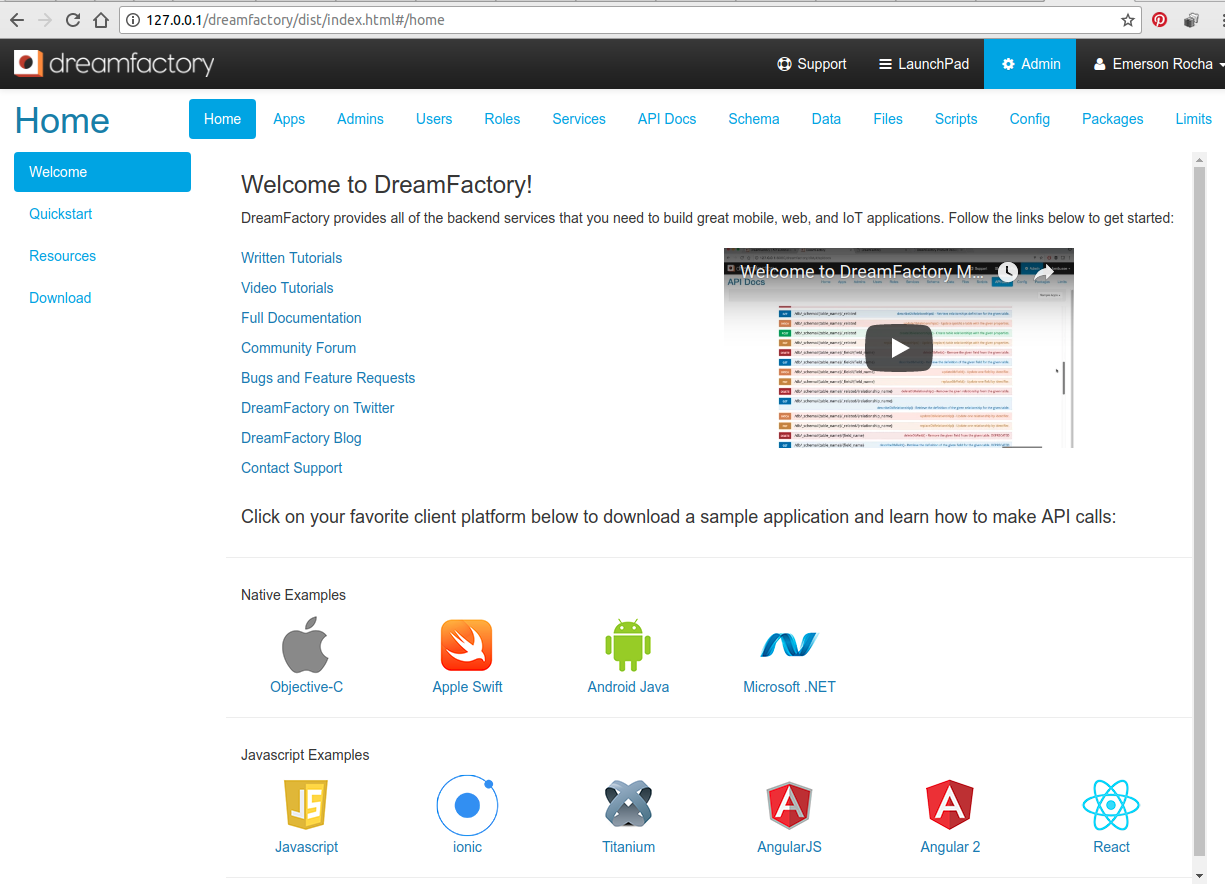 127.0.0.1/dreamfactory/dist/index.html#/home
dreamfactory
Support
LaunchPad
Admin
Emerson Rocha
Home
Home
Apps
Admins
Users
Roles
Services
API Docs
Schema
Data
Files
Scripts
Config
Packages
Limits
Welcome
Quickstart
Resources
Download
Welcome to DreamFactory!
DreamFactory provides all of the backend services that you need to build great mobile, web, and IoT applications. Follow the links below to get started:
Written Tutorials
Video Tutorials
Full Documentation
Community Forum
Bugs and Feature Requests
DreamFactory on Twitter
DreamFactory Blog
Contact Support
Welcome to DreamFactory M...
API Docs
Click on your favorite client platform below to download a sample application and learn how to make API calls:
Native Examples
Objective-C
Apple Swift
Android Java
Microsoft .NET
Javascript Examples
JS
Javascript
ionic
Titanium
A
AngularJS
A
Angular 2
React